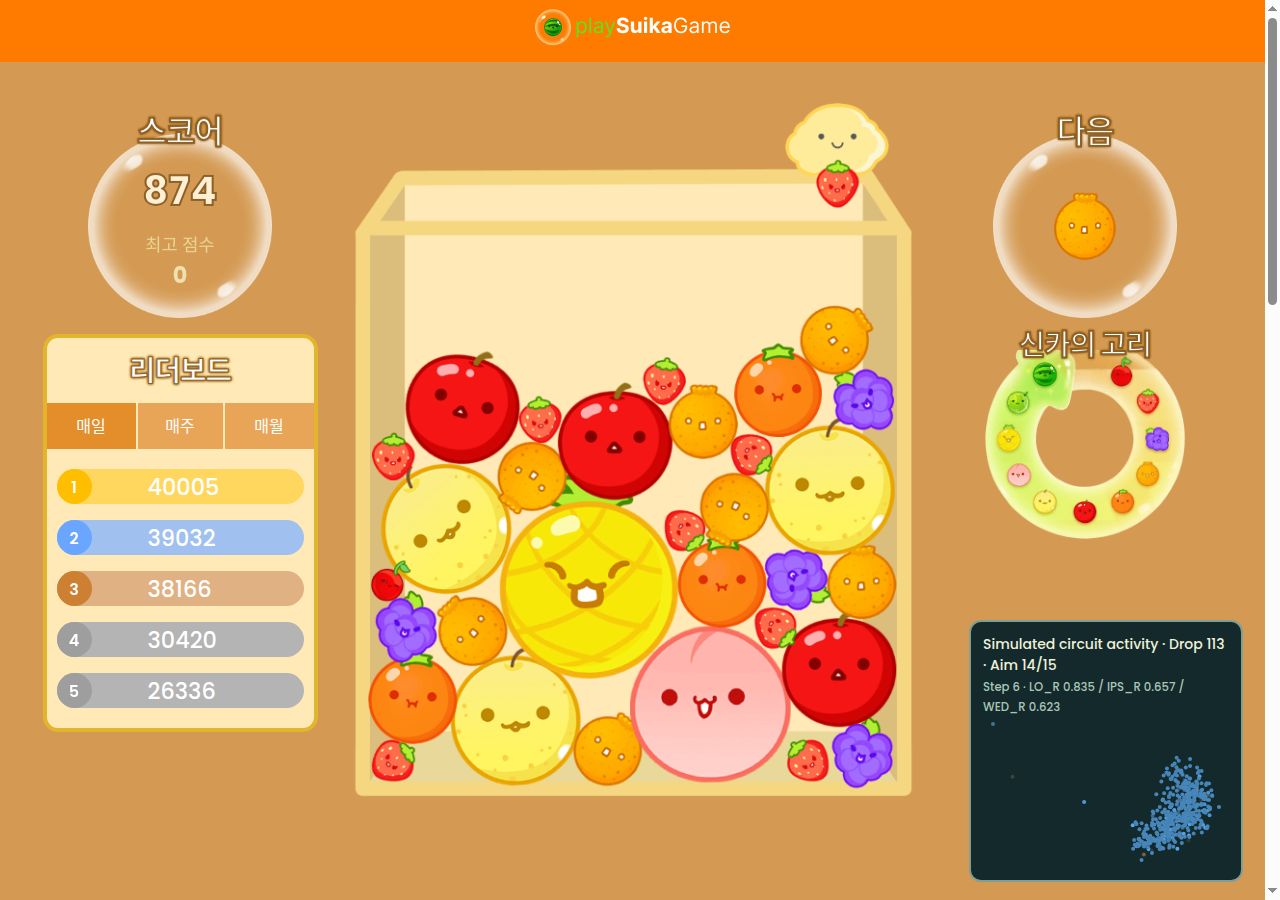 playSuikaGame
스코어
874
최고 점수
0
다음
신카의 고리
리더보드
매일 매주 매월
1 40005
2 39032
3 38166
4 30420
5 26336
Simulated circuit activity · Drop 113
· Aim 14/15
Step 6 · LO_R 0.835 / IPS_R 0.657 /
WED_R 0.623